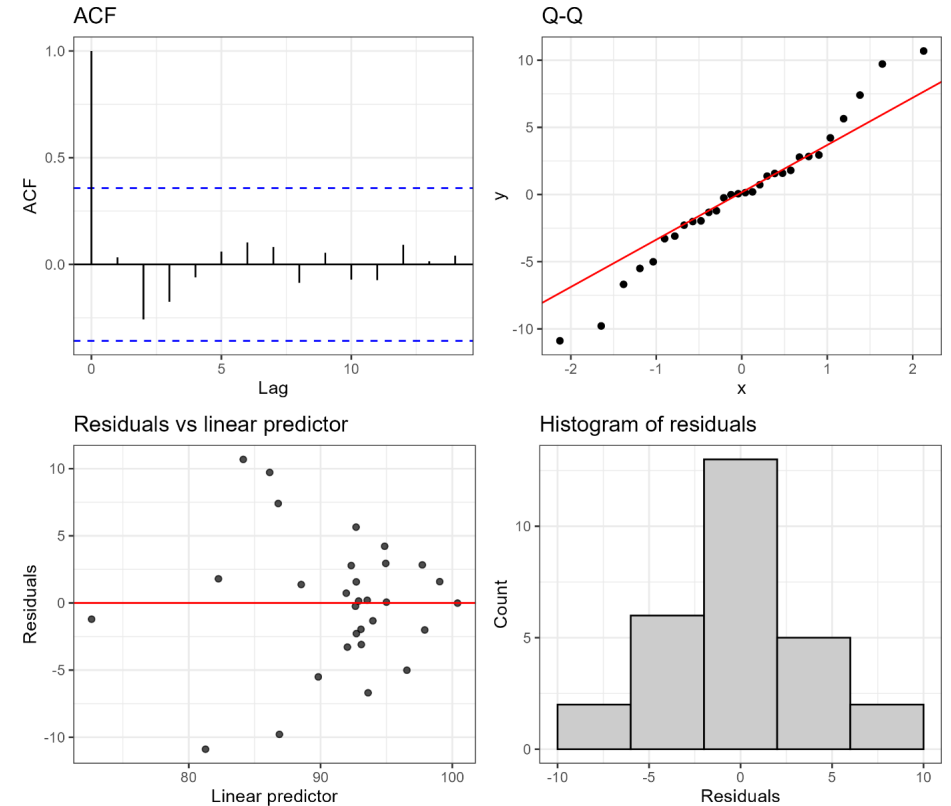 ACF
1.0
0.5
0.0
ACF
0
5
10
Lag
Q-Q
10
5
0
-5
-10
y
-2
-1
0
1
2
x
Residuals vs linear predictor
10
5
0
-5
-10
Residuals
80
90
100
Linear predictor
Histogram of residuals
10
5
0
Count
-10
-5
0
5
10
Residuals